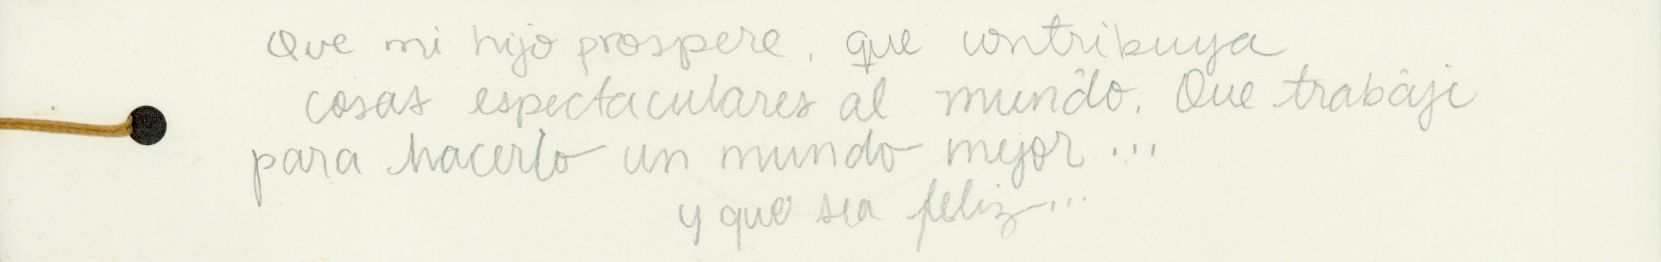 Que mi hijo prospere, que contribuya
cosas espectaculares al mundo. Que trabaje
para hacerlo un mundo mejor...
y que sea feliz...